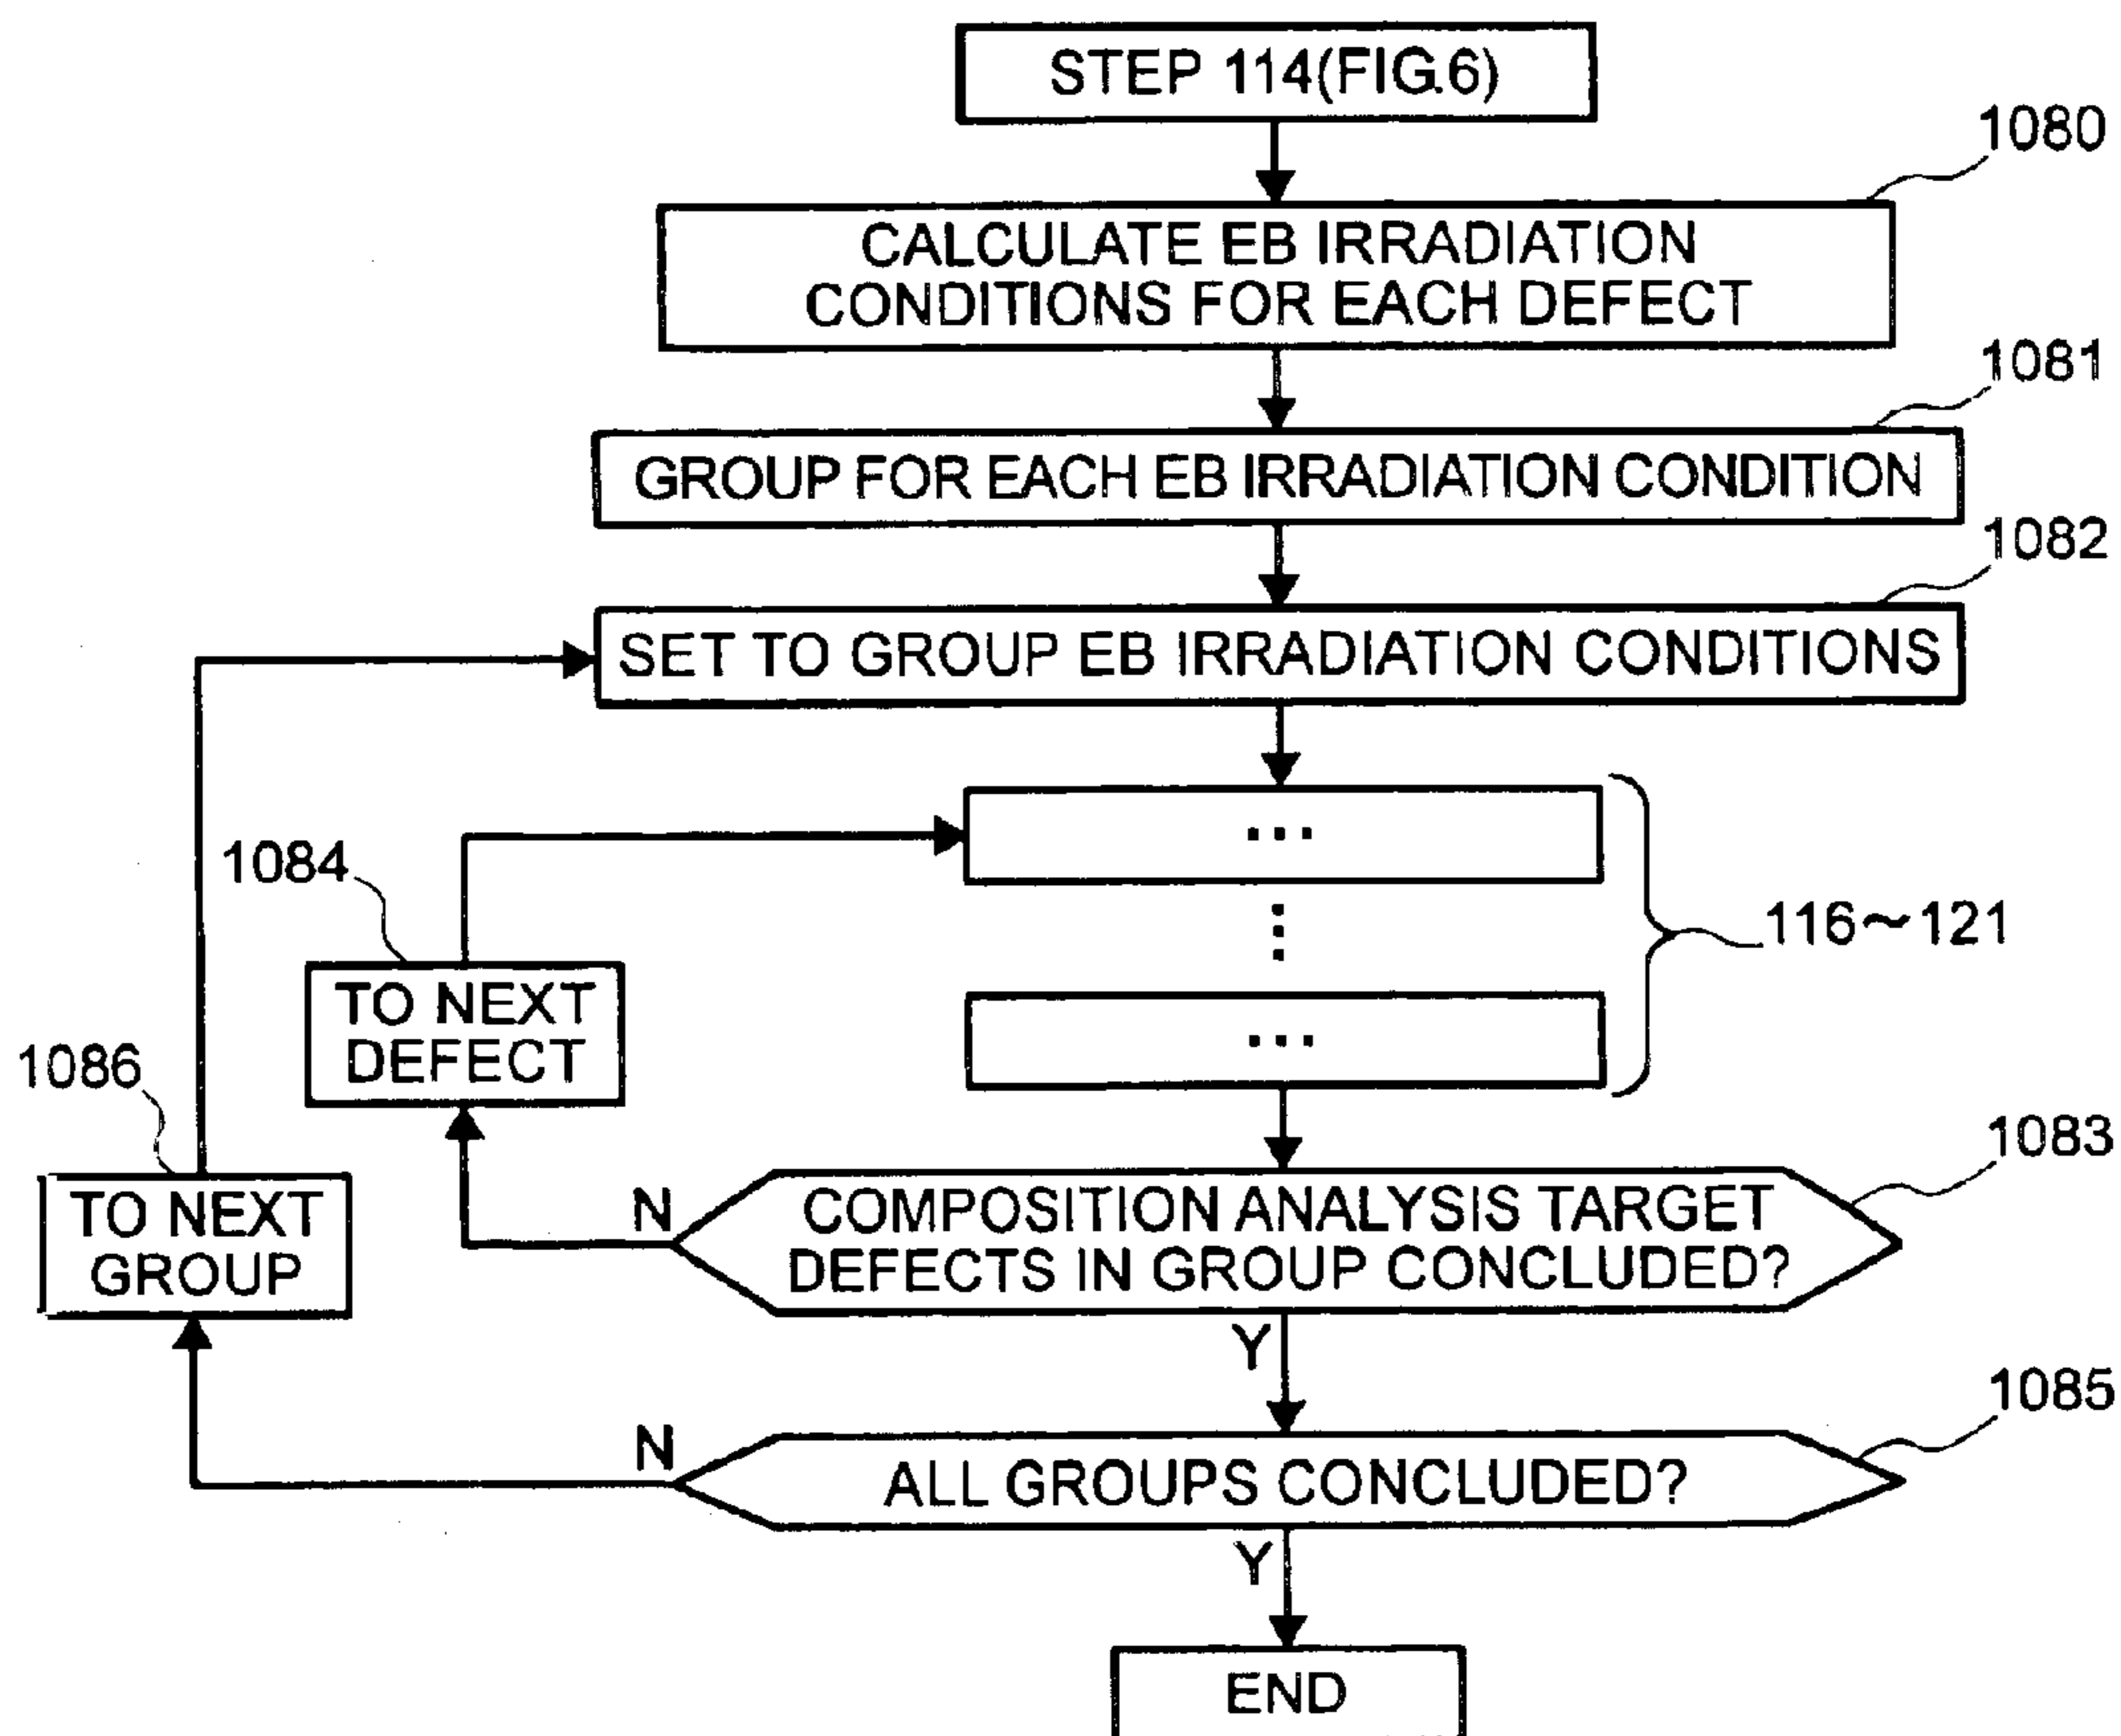 STEP 114(FIG.6)
1080
CALCULATE EB IRRADIATION
CONDITIONS FOR EACH DEFECT
1081
GROUP FOR EACH EB IRRADIATION CONDITION
1082
SET TO GROUP EB IRRADIATION CONDITIONS
...
1084
116~121
TO NEXT
DEFECT
...
1086
1083
TO NEXT
GROUP
N
COMPOSITION ANALYSIS TARGET
DEFECTS IN GROUP CONCLUDED?
Y
1085
N
ALL GROUPS CONCLUDED?
Y
END